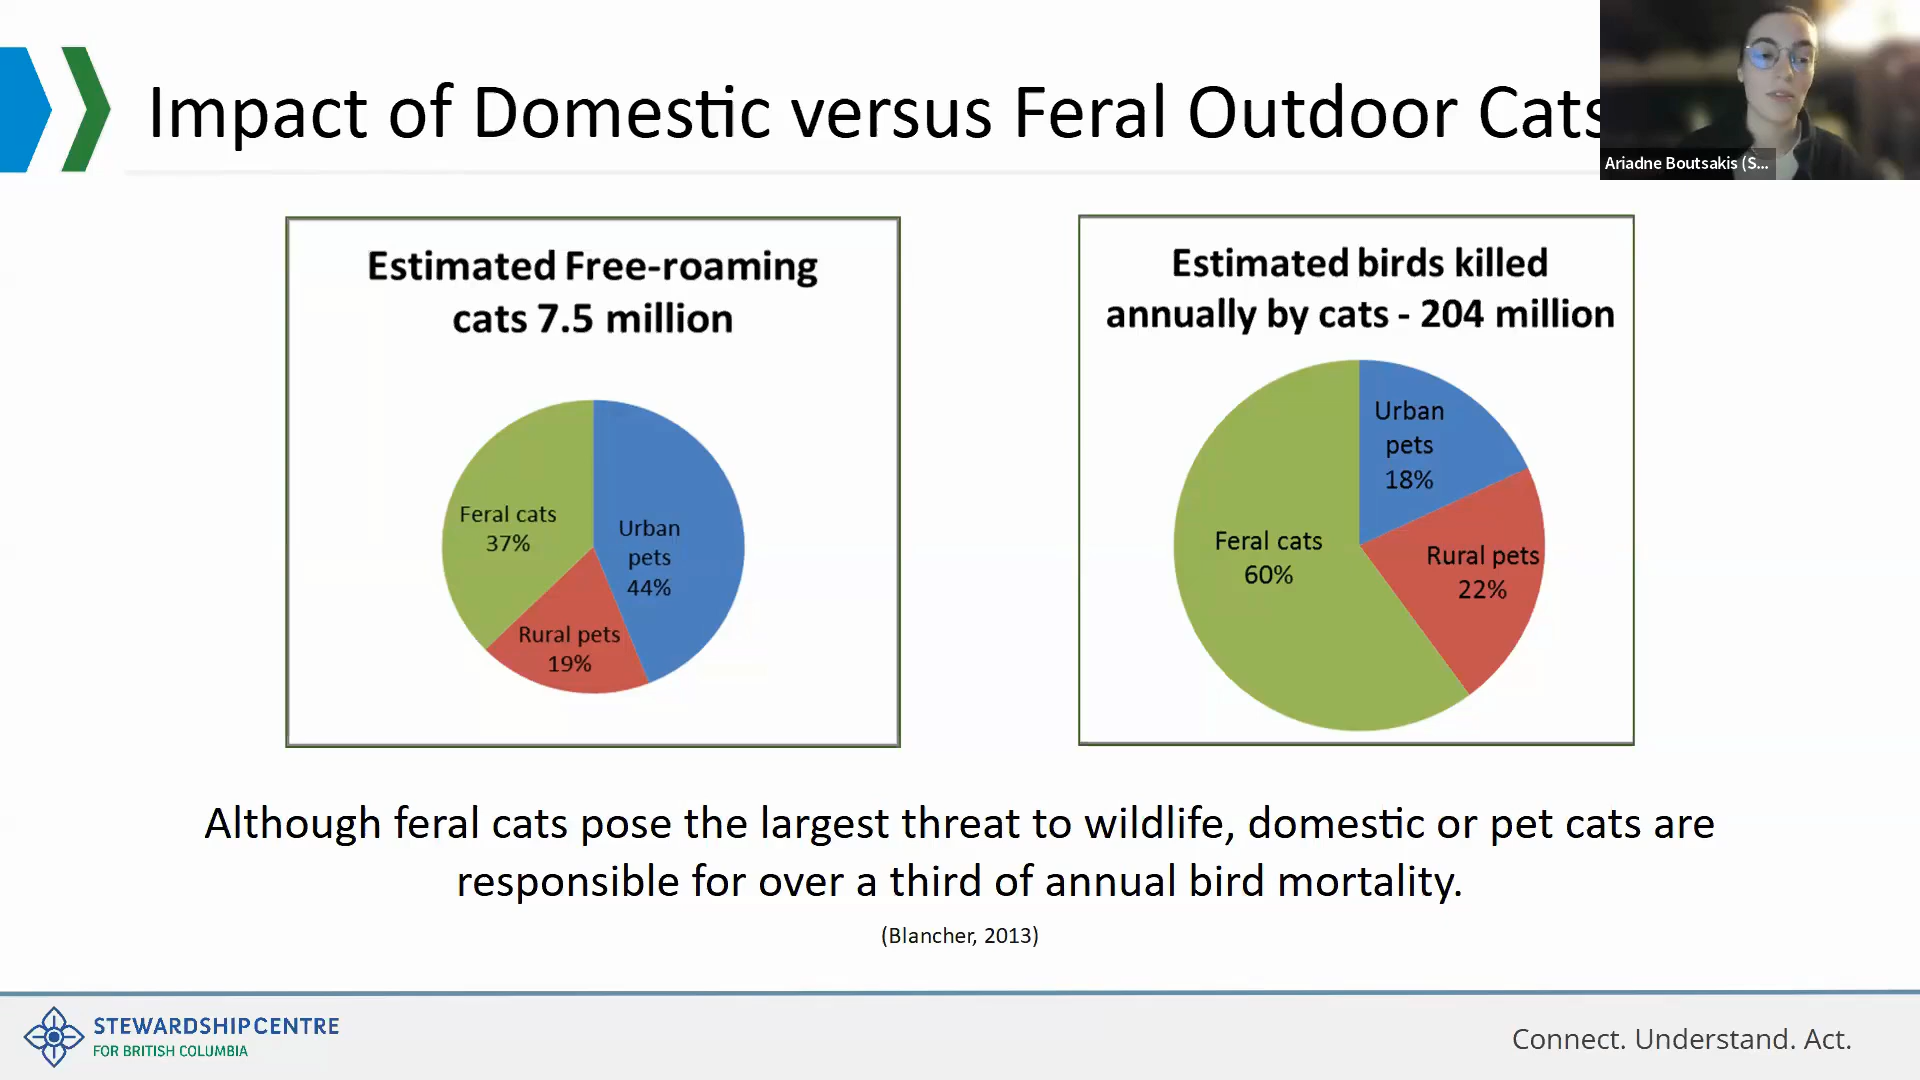 Impact of Domestic versus Feral Outdoor Cats
Ariadne Boutsakis (S...
Estimated Free-roaming
cats 7.5 million
Feral cats
37%
Urban
pets
44%
Rural pets
19%
Estimated birds killed
annually by cats - 204 million
Urban
pets
18%
Feral cats
60%
Rural pets
22%
Although feral cats pose the largest threat to wildlife, domestic or pet cats are
responsible for over a third of annual bird mortality.
(Blancher, 2013)
STEWARDSHIP CENTRE
FOR BRITISH COLUMBIA
Connect. Understand. Act.